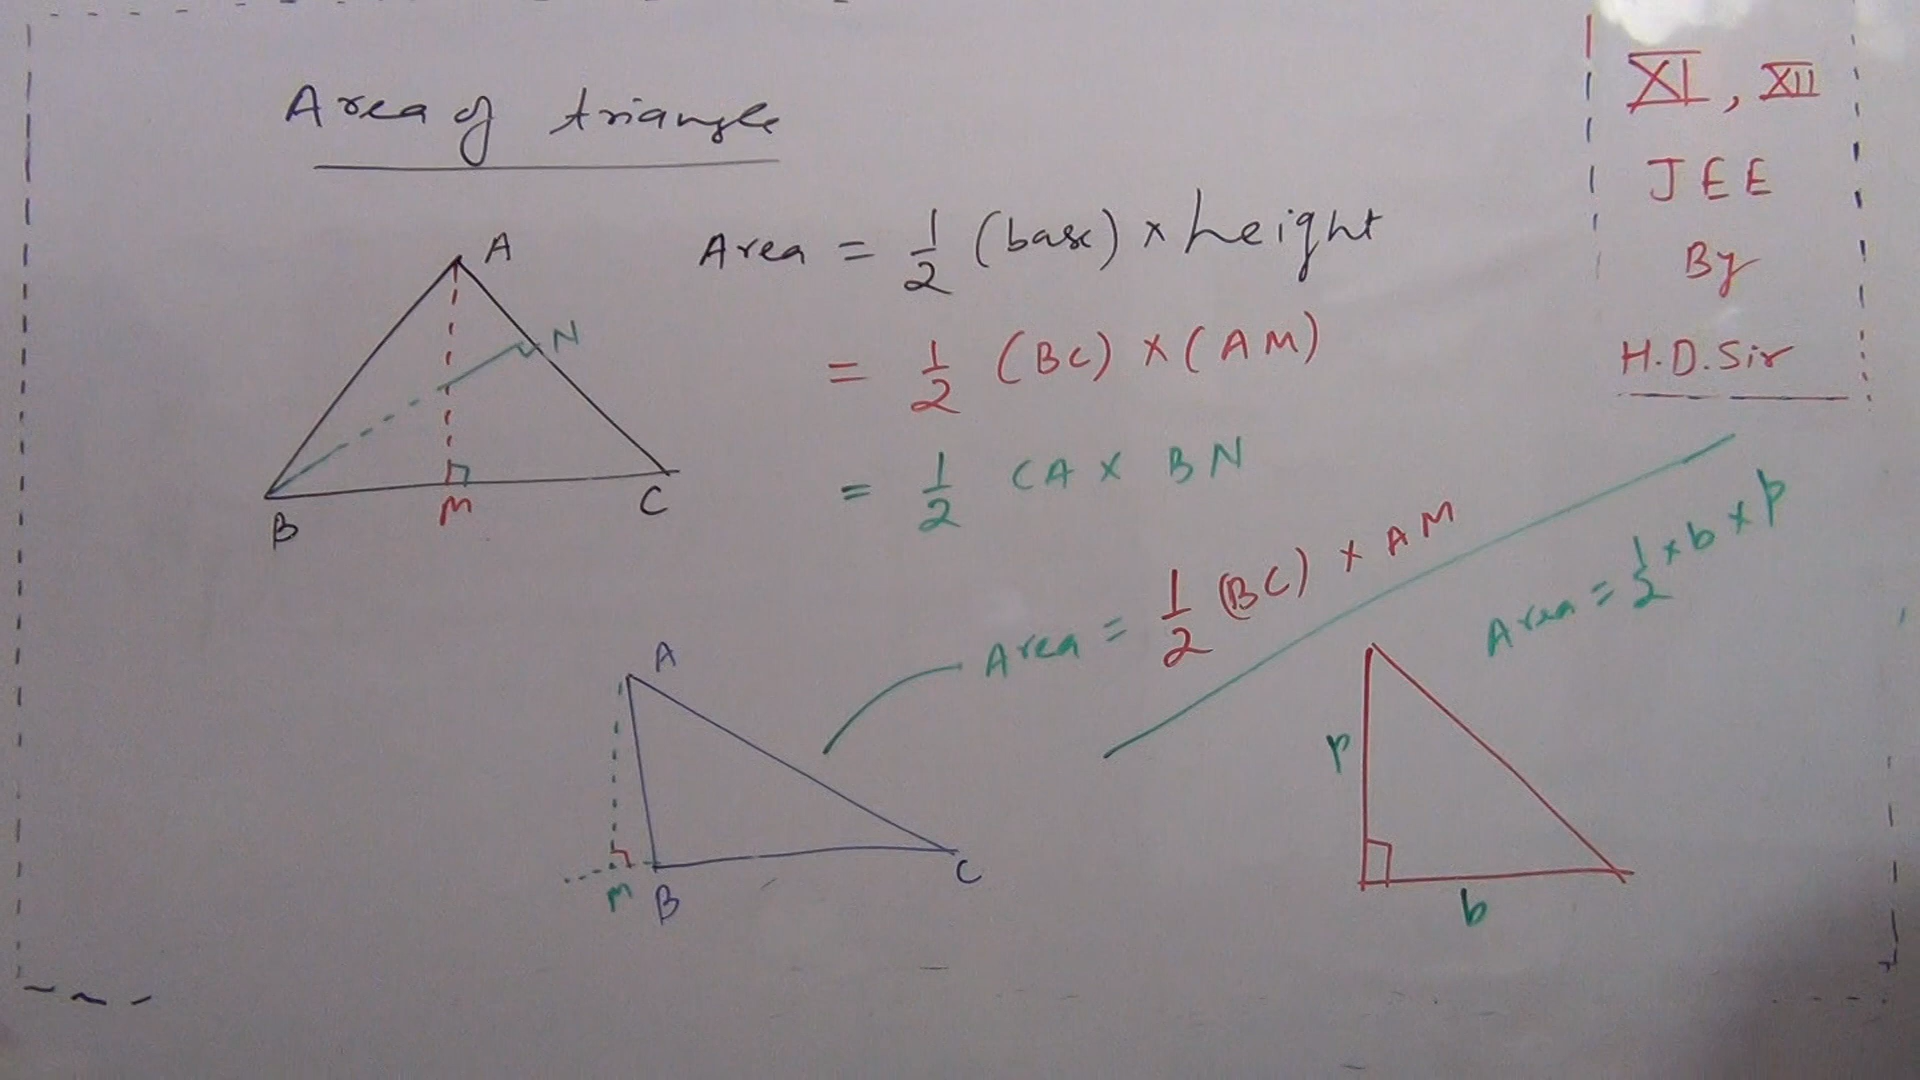 Area of triangle
XI, XII
JEE
By
H.D.Sir
Area = 1/2 (base) × height
= 1/2 (BC) × (AM)
= 1/2 CA × BN
A
N
B
M
C
Area = 1/2 (BC) × AM
A
M
B
C
Area = 1/2 × b × p
p
b